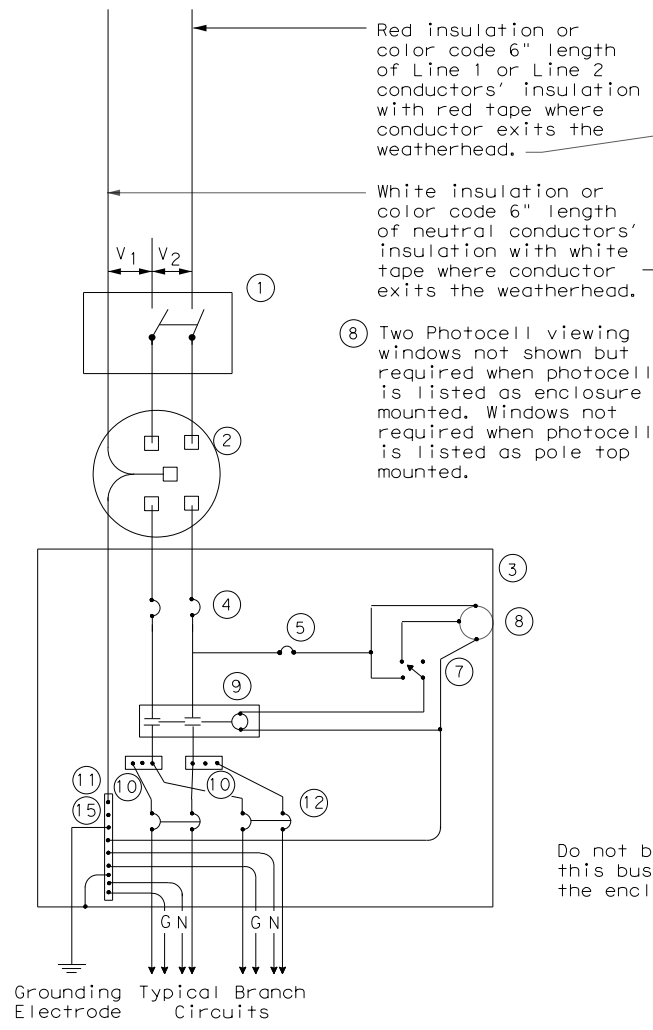 Red insulation or
color code 6" length
of Line 1 or Line 2
conductors' insulation
with red tape where
conductor exits the
weatherhead.
White insulation or
color code 6" length
of neutral conductors'
insulation with white
tape where conductor
exits the weatherhead.
V1 V2
1
8 Two Photocell viewing
windows not shown but
required when photocell
is listed as enclosure
mounted. Windows not
required when photocell
is listed as pole top
mounted.
2
3
4
5
8
7
9
11 10 10
15 12
Do not b
this bus
the encl
G N G N
Grounding
Electrode
Typical Branch
Circuits